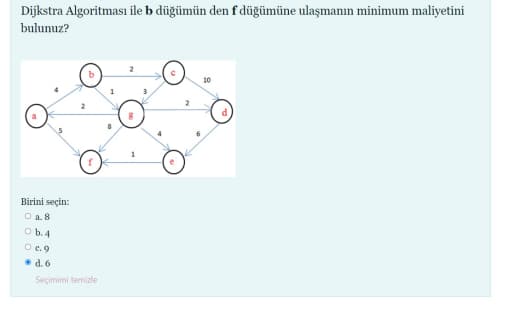 Dijkstra Algoritması ile b düğümün den f düğümüne ulaşmanın minimum maliyetini
bulunuz?
2
b
c
10
4
1
3
2
2
a
g
d
5
8
4
6
1
f
e
Birini seçin:
a. 8
b. 4
c. 9
d. 6
Seçimimi temizle